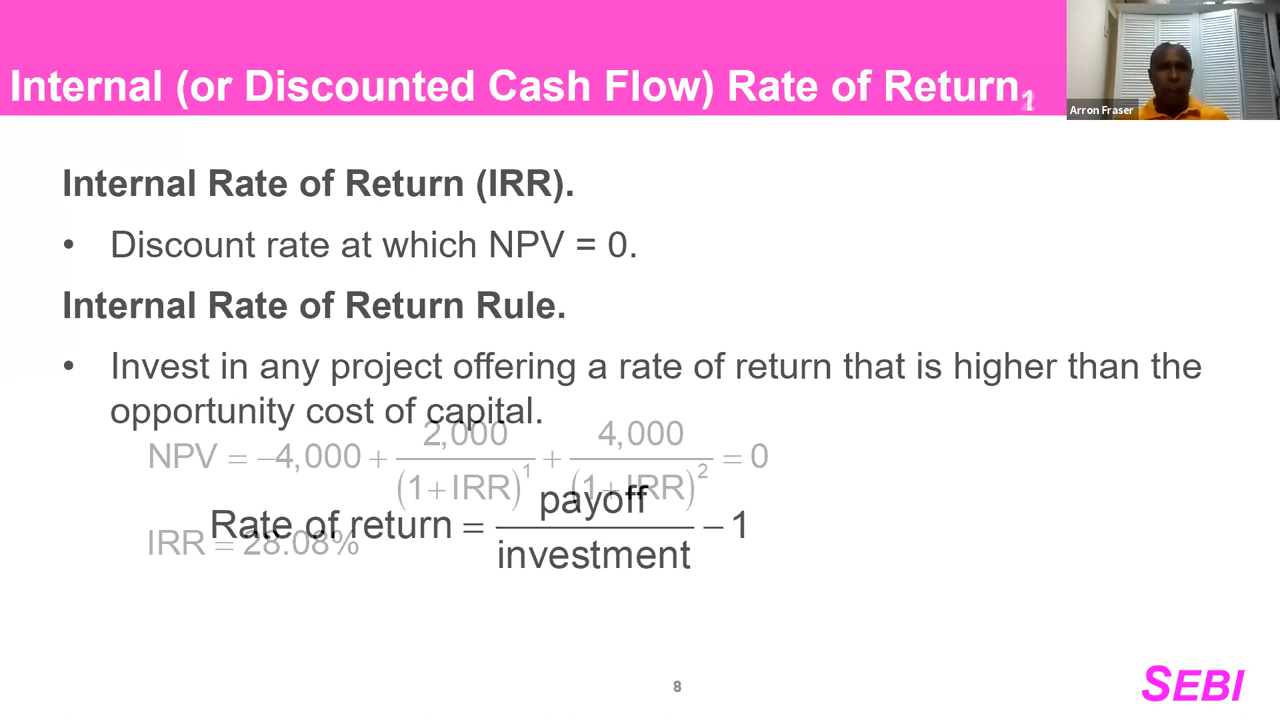 Internal (or Discounted Cash Flow) Rate of Return
Arron Fraser
Internal Rate of Return (IRR).
• Discount rate at which NPV = 0.
Internal Rate of Return Rule.
• Invest in any project offering a rate of return that is higher than the
opportunity cost of capital.
NPV = −4,000 + 2,000/(1+IRR)^1 + 4,000/(1+IRR)^2 = 0
Rate of return = payoff/investment − 1
IRR = 28.08%
8
SEBI